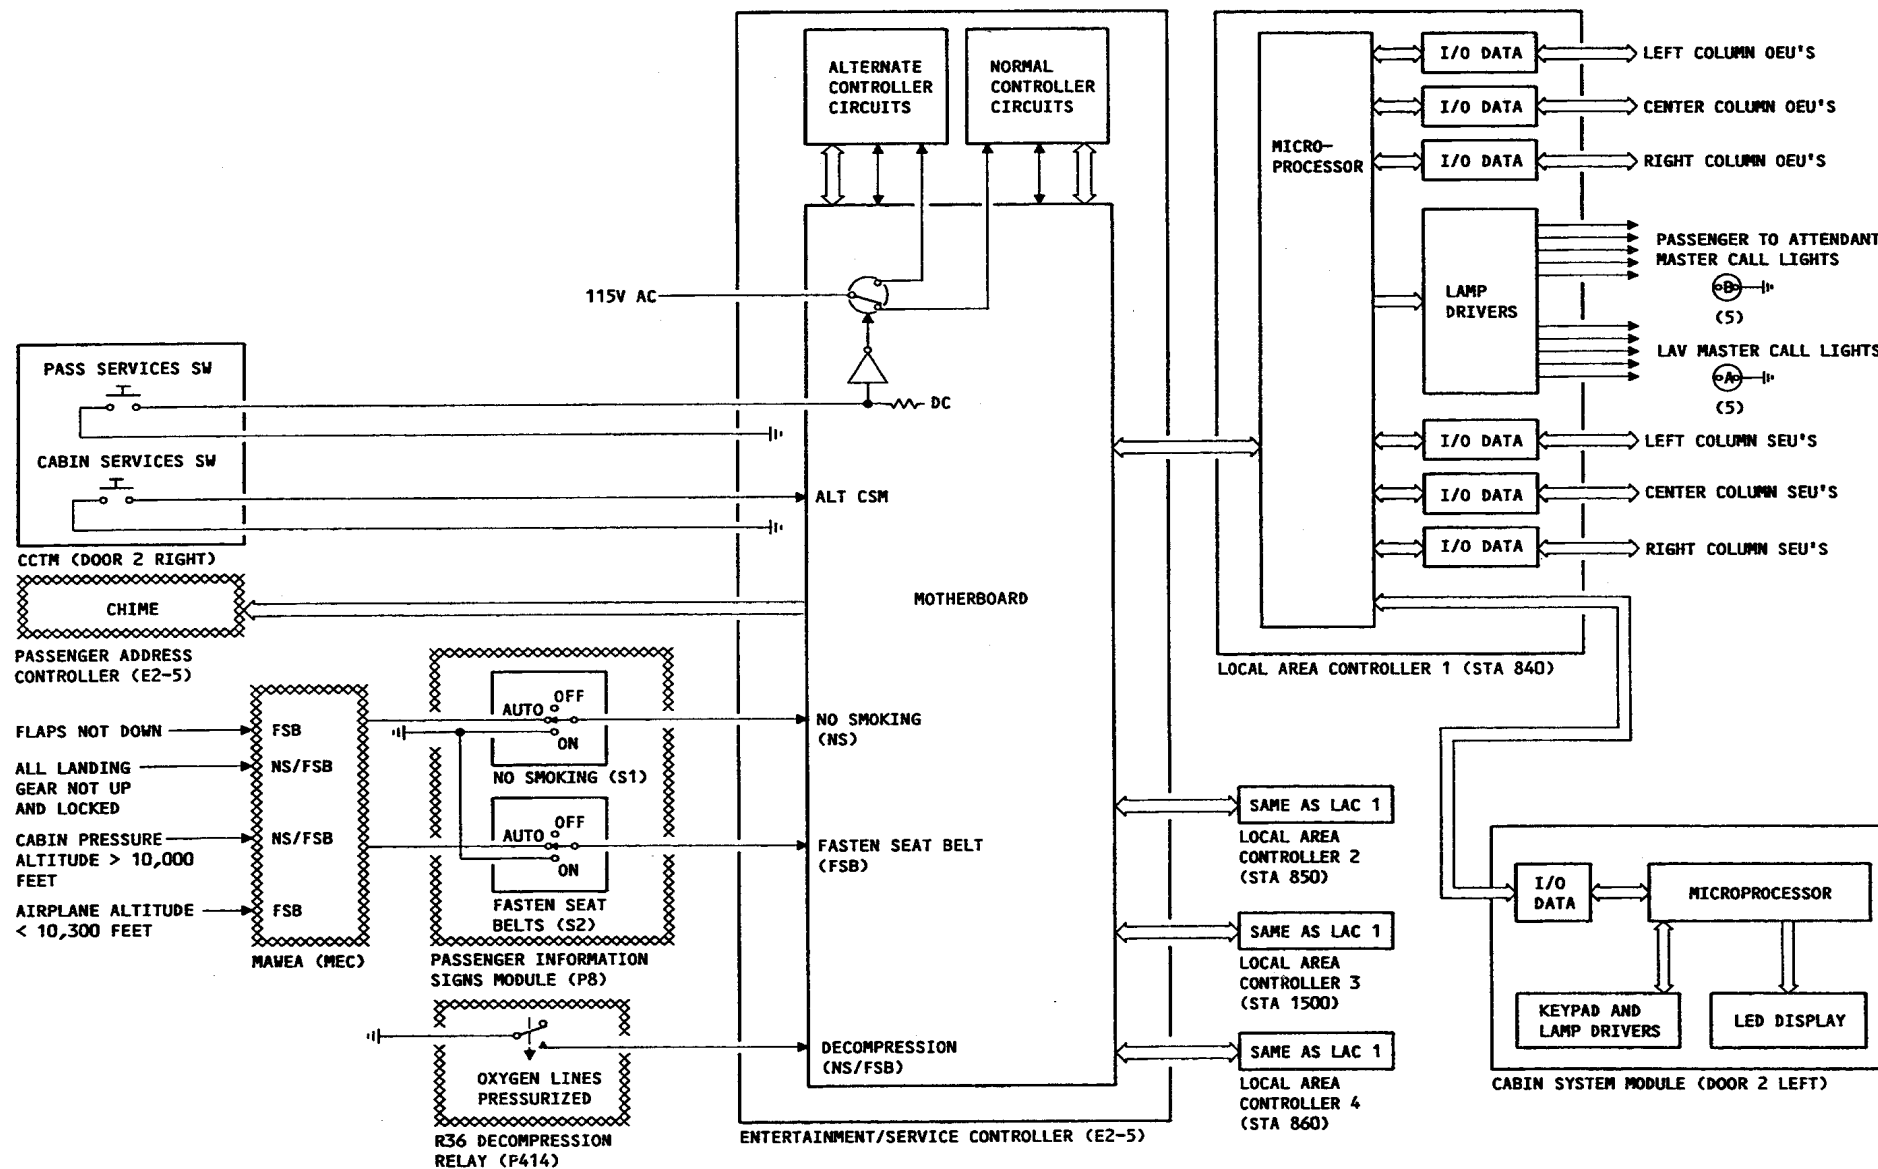 ALTERNATE
CONTROLLER
CIRCUITS
NORMAL
CONTROLLER
CIRCUITS
MICRO-
PROCESSOR
I/O DATA
LEFT COLUMN OEU'S
I/O DATA
CENTER COLUMN OEU'S
I/O DATA
RIGHT COLUMN OEU'S
LAMP
DRIVERS
PASSENGER TO ATTENDANT
MASTER CALL LIGHTS
B
(5)
LAV MASTER CALL LIGHTS
A
(5)
I/O DATA
LEFT COLUMN SEU'S
I/O DATA
CENTER COLUMN SEU'S
I/O DATA
RIGHT COLUMN SEU'S
LOCAL AREA CONTROLLER 1 (STA 840)
115V AC
DC
PASS SERVICES SW
CABIN SERVICES SW
CCTM (DOOR 2 RIGHT)
ALT CSM
CHIME
PASSENGER ADDRESS
CONTROLLER (E2-5)
MOTHERBOARD
FLAPS NOT DOWN
FSB
ALL LANDING
GEAR NOT UP
AND LOCKED
NS/FSB
CABIN PRESSURE
ALTITUDE > 10,000
FEET
NS/FSB
AIRPLANE ALTITUDE
< 10,300 FEET
FSB
MAWEA (MEC)
OFF
AUTO
ON
NO SMOKING (S1)
OFF
AUTO
ON
FASTEN SEAT
BELTS (S2)
PASSENGER INFORMATION
SIGNS MODULE (P8)
NO SMOKING
(NS)
FASTEN SEAT BELT
(FSB)
DECOMPRESSION
(NS/FSB)
OXYGEN LINES
PRESSURIZED
R36 DECOMPRESSION
RELAY (P414)
ENTERTAINMENT/SERVICE CONTROLLER (E2-5)
SAME AS LAC 1
LOCAL AREA
CONTROLLER 2
(STA 850)
SAME AS LAC 1
LOCAL AREA
CONTROLLER 3
(STA 1500)
SAME AS LAC 1
LOCAL AREA
CONTROLLER 4
(STA 860)
I/O
DATA
MICROPROCESSOR
KEYPAD AND
LAMP DRIVERS
LED DISPLAY
CABIN SYSTEM MODULE (DOOR 2 LEFT)